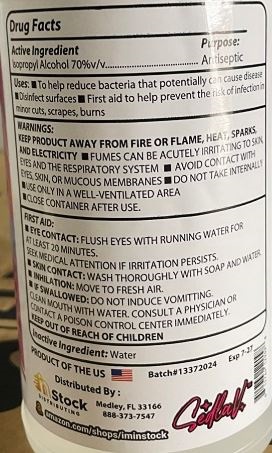 Drug Facts
Active Ingredient Purpose:
Isopropyl Alcohol 70%v/v.......................... Antiseptic
Uses: ■ To help reduce bacteria that potentially can cause disease
■ Disinfect surfaces ■ First aid to help prevent the risk of infection in
minor cuts, scrapes, burns
WARNINGS:
KEEP PRODUCT AWAY FROM FIRE OR FLAME, HEAT, SPARKS,
AND ELECTRICITY ■ FUMES CAN BE ACUTELY IRRITATING TO SKIN,
EYES AND THE RESPIRATORY SYSTEM ■ AVOID CONTACT WITH
EYES, SKIN, OR MUCOUS MEMBRANES ■ DO NOT TAKE INTERNALLY
■ USE ONLY IN A WELL-VENTILATED AREA
■ CLOSE CONTAINER AFTER USE.
FIRST AID:
■ EYE CONTACT: FLUSH EYES WITH RUNNING WATER FOR
AT LEAST 20 MINUTES.
SEEK MEDICAL ATTENTION IF IRRITATION PERSISTS.
■ SKIN CONTACT: WASH THOROUGHLY WITH SOAP AND WATER.
■ INHILATION: MOVE TO FRESH AIR.
■ IF SWALLOWED: DO NOT INDUCE VOMITTING.
CLEAN MOUTH WITH WATER. CONSULT A PHYSICIAN OR
CONTACT A POISON CONTROL CENTER IMMEDIATELY.
KEEP OUT OF REACH OF CHILDREN
Inactive Ingredient: Water
PRODUCT OF THE US Batch#13372024 Exp 7-27
Distributed By :
inStock
DISTRIBUTING
Medley, FL 33166
888-373-7547
amazon.com/shops/iminstock